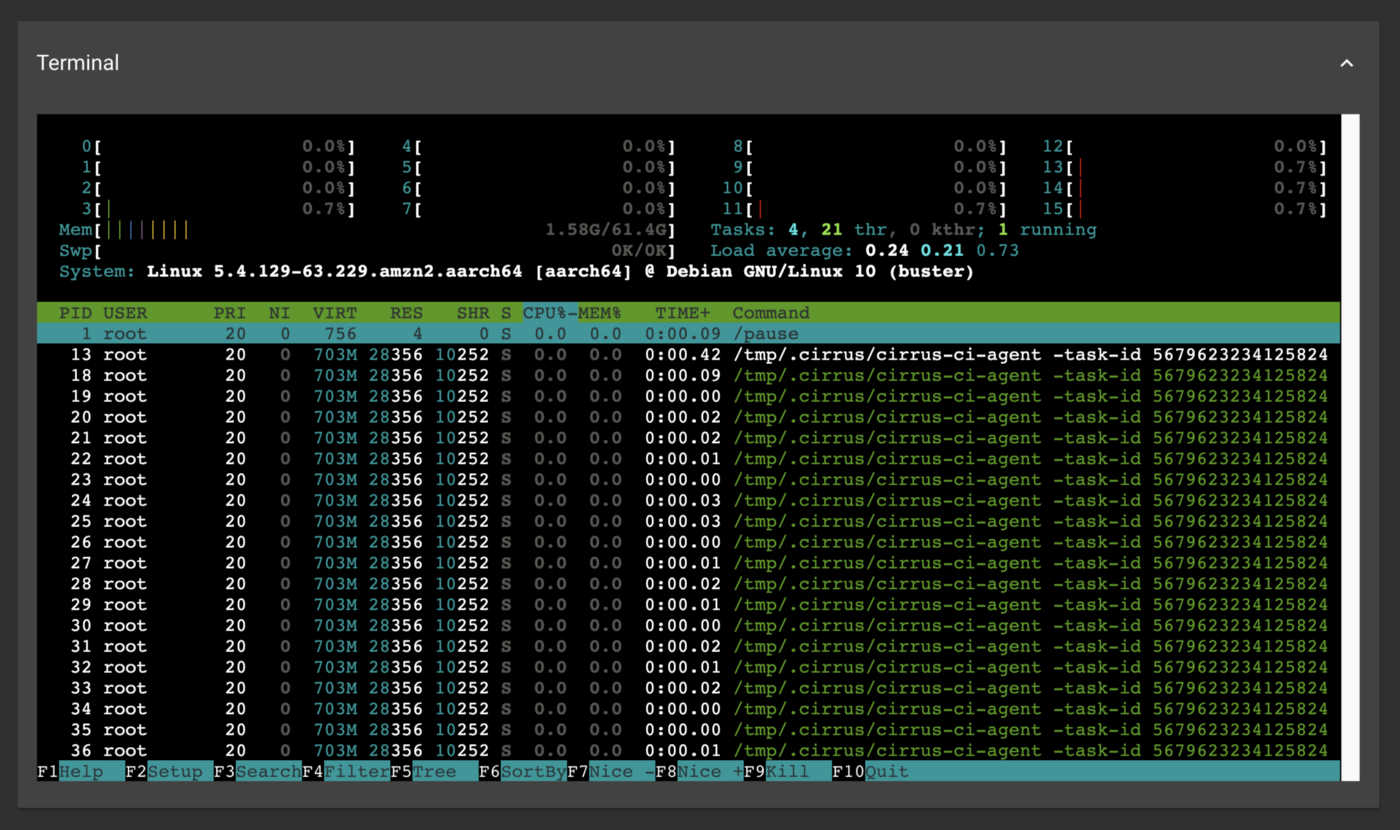 Terminal
0[ 0.0%] 4[ 0.0%] 8[ 0.0%] 12[ 0.0%]
1[ 0.0%] 5[ 0.0%] 9[ 0.0%] 13[| 0.7%]
2[ 0.0%] 6[ 0.0%] 10[ 0.0%] 14[| 0.7%]
3[| 0.7%] 7[ 0.0%] 11[| 0.7%] 15[| 0.7%]
Mem[|||||||| 1.58G/61.4G] Tasks: 4, 21 thr, 0 kthr; 1 running
Swp[ 0K/0K] Load average: 0.24 0.21 0.73
System: Linux 5.4.129-63.229.amzn2.aarch64 [aarch64] @ Debian GNU/Linux 10 (buster)
PID USER PRI NI VIRT RES SHR S CPU%-MEM% TIME+ Command
1 root 20 0 756 4 0 S 0.0 0.0 0:00.09 /pause
13 root 20 0 703M 28356 10252 S 0.0 0.0 0:00.42 /tmp/.cirrus/cirrus-ci-agent -task-id 5679623234125824
18 root 20 0 703M 28356 10252 S 0.0 0.0 0:00.09 /tmp/.cirrus/cirrus-ci-agent -task-id 5679623234125824
19 root 20 0 703M 28356 10252 S 0.0 0.0 0:00.00 /tmp/.cirrus/cirrus-ci-agent -task-id 5679623234125824
20 root 20 0 703M 28356 10252 S 0.0 0.0 0:00.02 /tmp/.cirrus/cirrus-ci-agent -task-id 5679623234125824
21 root 20 0 703M 28356 10252 S 0.0 0.0 0:00.02 /tmp/.cirrus/cirrus-ci-agent -task-id 5679623234125824
22 root 20 0 703M 28356 10252 S 0.0 0.0 0:00.01 /tmp/.cirrus/cirrus-ci-agent -task-id 5679623234125824
23 root 20 0 703M 28356 10252 S 0.0 0.0 0:00.00 /tmp/.cirrus/cirrus-ci-agent -task-id 5679623234125824
24 root 20 0 703M 28356 10252 S 0.0 0.0 0:00.03 /tmp/.cirrus/cirrus-ci-agent -task-id 5679623234125824
25 root 20 0 703M 28356 10252 S 0.0 0.0 0:00.03 /tmp/.cirrus/cirrus-ci-agent -task-id 5679623234125824
26 root 20 0 703M 28356 10252 S 0.0 0.0 0:00.00 /tmp/.cirrus/cirrus-ci-agent -task-id 5679623234125824
27 root 20 0 703M 28356 10252 S 0.0 0.0 0:00.01 /tmp/.cirrus/cirrus-ci-agent -task-id 5679623234125824
28 root 20 0 703M 28356 10252 S 0.0 0.0 0:00.02 /tmp/.cirrus/cirrus-ci-agent -task-id 5679623234125824
29 root 20 0 703M 28356 10252 S 0.0 0.0 0:00.01 /tmp/.cirrus/cirrus-ci-agent -task-id 5679623234125824
30 root 20 0 703M 28356 10252 S 0.0 0.0 0:00.00 /tmp/.cirrus/cirrus-ci-agent -task-id 5679623234125824
31 root 20 0 703M 28356 10252 S 0.0 0.0 0:00.02 /tmp/.cirrus/cirrus-ci-agent -task-id 5679623234125824
32 root 20 0 703M 28356 10252 S 0.0 0.0 0:00.01 /tmp/.cirrus/cirrus-ci-agent -task-id 5679623234125824
33 root 20 0 703M 28356 10252 S 0.0 0.0 0:00.02 /tmp/.cirrus/cirrus-ci-agent -task-id 5679623234125824
34 root 20 0 703M 28356 10252 S 0.0 0.0 0:00.00 /tmp/.cirrus/cirrus-ci-agent -task-id 5679623234125824
35 root 20 0 703M 28356 10252 S 0.0 0.0 0:00.00 /tmp/.cirrus/cirrus-ci-agent -task-id 5679623234125824
36 root 20 0 703M 28356 10252 S 0.0 0.0 0:00.01 /tmp/.cirrus/cirrus-ci-agent -task-id 5679623234125824
F1Help F2Setup F3SearchF4FilterF5Tree F6SortByF7Nice -F8Nice +F9Kill F10Quit